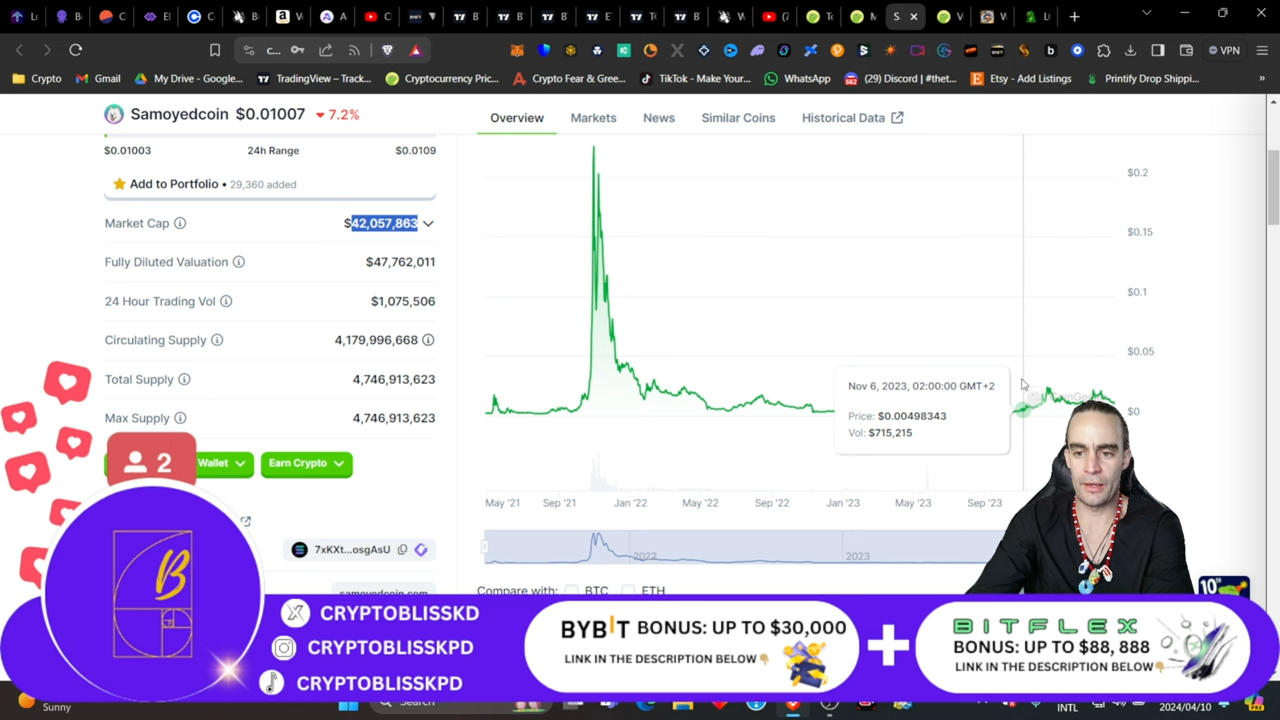 VPN
Crypto
Gmail
My Drive - Google...
TradingView – Track...
Cryptocurrency Pric...
Crypto Fear & Gree...
TikTok - Make Your...
WhatsApp
(29) Discord | #thet...
Etsy - Add Listings
Printify Drop Shippi...
»
Samoyedcoin $0.01007 ▼ 7.2%
Overview
Markets
News
Similar Coins
Historical Data
$0.01003
24h Range
$0.0109
Add to Portfolio • 29,360 added
Market Cap
$42,057,863
Fully Diluted Valuation
$47,762,011
24 Hour Trading Vol
$1,075,506
Circulating Supply
4,179,996,668
Total Supply
4,746,913,623
Max Supply
4,746,913,623
Wallet
Earn Crypto
7xKXt...osgAsU
samoyedcoin.com
$0.2
$0.15
$0.1
$0.05
$0
Nov 6, 2023, 02:00:00 GMT+2
Price: $0.00498343
Vol: $715,215
May '21
Sep '21
Jan '22
May '22
Sep '22
Jan '23
May '23
Sep '23
2022
2023
Compare with:
BTC
ETH
2
B
CRYPTOBLISSKD
CRYPTOBLISSKPD
CRYPTOBLISSKPD
BYBIT BONUS: UP TO $30,000
LINK IN THE DESCRIPTION BELOW
+
BITFLEX
BONUS: UP TO $88, 888
LINK IN THE DESCRIPTION BELOW
Sunny
Search
INTL
2024/04/10